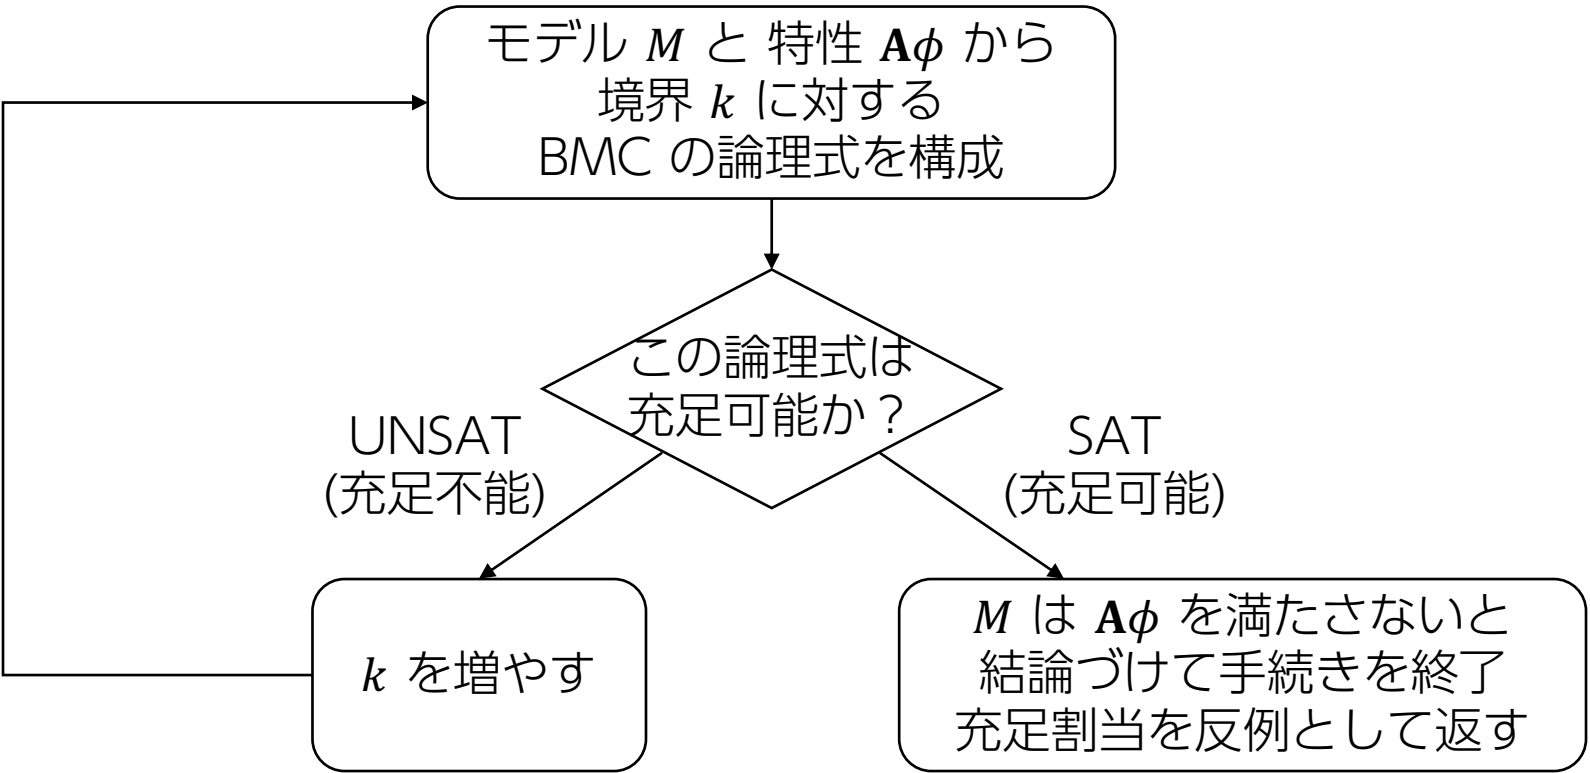 モデル M と 特性 Aϕ から
境界 k に対する
BMC の論理式を構成
この論理式は
充足可能か？
UNSAT
(充足不能)
SAT
(充足可能)
k を増やす
M は Aϕ を満たさないと
結論づけて手続きを終了
充足割当を反例として返す